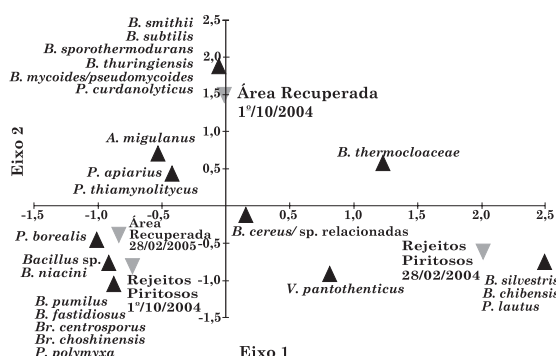 B. smithii
B. subtilis
B. sporothermodurans
B. thuringiensis
B. mycoides/pseudomycoides
P. curdanolyticus
2,5
2,0
1,5
1,0
0,5
Área Recuperada
1º/10/2004
Eixo 2
A. migulanus
P. apiarius
P. thiamynolitycus
B. thermocloaceae
-1,5
-1,0
-0,5
0,5
1,0
1,5
2,0
2,5
P. borealis
Área
Recuperada
28/02/2005
B. cereus/ sp. relacionadas
-0,5
-1,0
-1,5
Bacillus sp.
B. niacini
Rejeitos
Piritosos
1º/10/2004
Rejeitos
Piritosos
28/02/2004
V. pantothenticus
B. silvestris
B. chibensis
P. lautus
B. pumilus
B. fastidiosus
Br. centrosporus
Br. choshinensis
P. polymyxa
Eixo 1